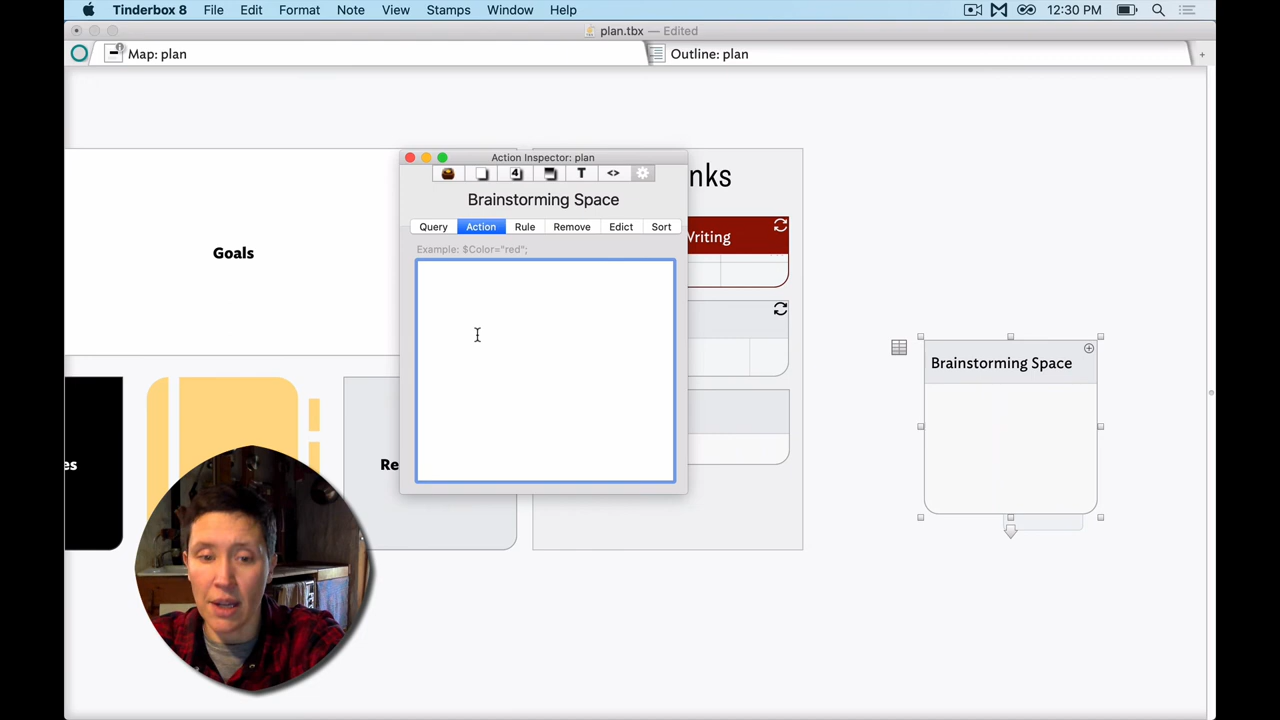 Tinderbox 8 File Edit Format Note View Stamps Window Help 12:30 PM
plan.tbx — Edited
Map: plan
Outline: plan
+
Action Inspector: plan
4 T <>
Brainstorming Space
Query Action Rule Remove Edict Sort
Example: $Color="red";
Goals
nks
Writing
Brainstorming Space
es
Re